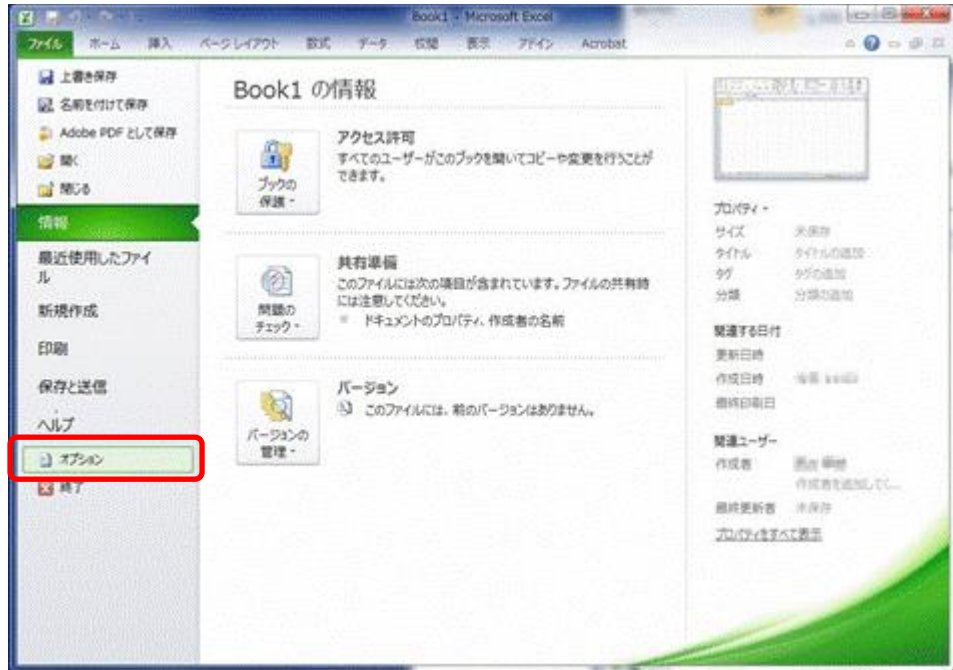 Book1 - Microsoft Excel
ファイル ホーム 挿入 ページレイアウト 数式 データ 校閲 表示 アドイン Acrobat
上書き保存
名前を付けて保存
Adobe PDF として保存
開く
閉じる
情報
最近使用したファイ
ル
新規作成
印刷
保存と送信
ヘルプ
オプション
終了
Book1 の情報
ブックの
保護
アクセス許可
すべてのユーザーがこのブックを開いてコピーや変更を行うことが
できます。
問題の
チェック
共有準備
このファイルには次の項目が含まれています。ファイルの共有時
には注意してください。
ドキュメントのプロパティ、作成者の名前
バージョンの
管理
バージョン
このファイルには、前のバージョンはありません。
プロパティ
サイズ 未保存
タイトル タイトルの追加
タグ タグの追加
分類 分類の追加
関連する日付
更新日時
作成日時
最終印刷日
関連ユーザー
作成者
作成者を追加してく...
最終更新者 未保存
プロパティをすべて表示